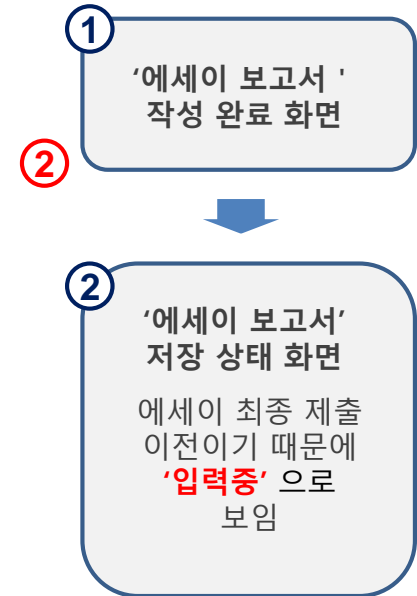 ①
‘에세이 보고서 '
작성 완료 화면
②
②
‘에세이 보고서’
저장 상태 화면
에세이 최종 제출
이전이기 때문에
‘입력중’ 으로
보임